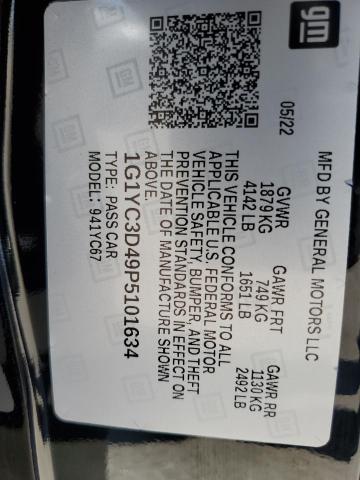 gm
MFD BY GENERAL MOTORS LLC
05/22
GVWR GAWR FRT GAWR RR
1879 KG 749 KG 1130 KG
4142 LB 1651 LB 2492 LB
THIS VEHICLE CONFORMS TO ALL
APPLICABLE U.S. FEDERAL MOTOR
VEHICLE SAFETY, BUMPER, AND THEFT
PREVENTION STANDARDS IN EFFECT ON
THE DATE OF MANUFACTURE SHOWN
ABOVE.
1G1YC3D49P5101634
TYPE: PASS CAR
MODEL: 941YC67